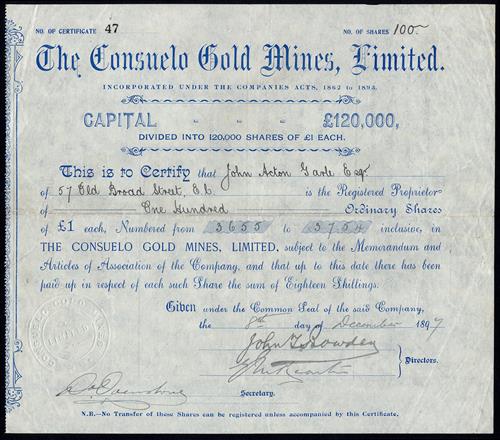 NO. OF CERTIFICATE 47 NO. OF SHARES 100.-
The Consuelo Gold Mines, Limited.
INCORPORATED UNDER THE COMPANIES ACTS, 1862 to 1893.
CAPITAL - - - £120,000,
DIVIDED INTO 120,000 SHARES OF £1 EACH.
This is to Certify that John Acton Garle Esqr
of 57 Old Broad Street, E.C. is the Registered Proprietor
of One Hundred Ordinary Shares
of £1 each, Numbered from 3655 to 3754 inclusive, in
THE CONSUELO GOLD MINES, LIMITED, subject to the Memorandum and
Articles of Association of the Company, and that up to this date there has been
paid up in respect of each such Share the sum of Eighteen Shillings.
Given under the Common Seal of the said Company,
the 8th day of December 1897
John
Directors.
Secretary.
N.B.—No Transfer of these Shares can be registered unless accompanied by this Certificate.